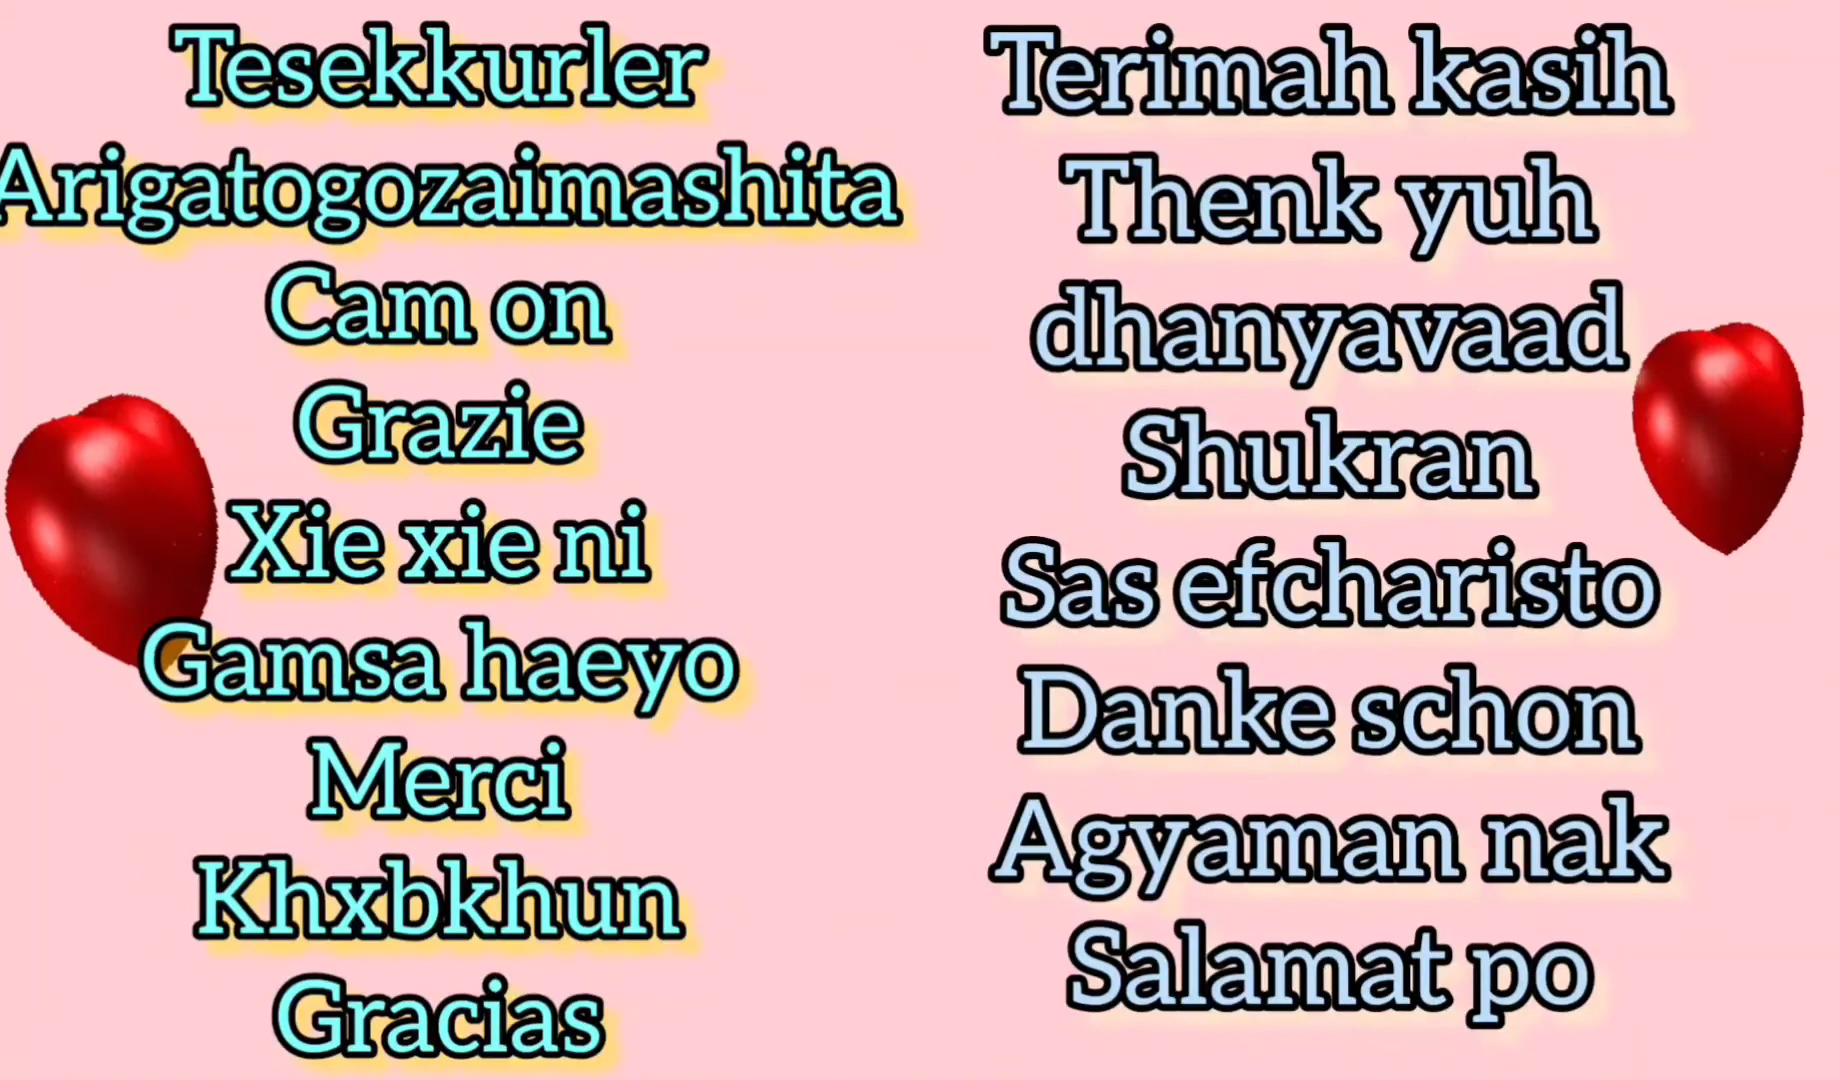 Tesekkurler
Arigatogozaimashita
Cam on
Grazie
Xie xie ni
Gamsa haeyo
Merci
Khxbkhun
Gracias
Terimah kasih
Thenk yuh
dhanyavaad
Shukran
Sas efcharisto
Danke schon
Agyaman nak
Salamat po